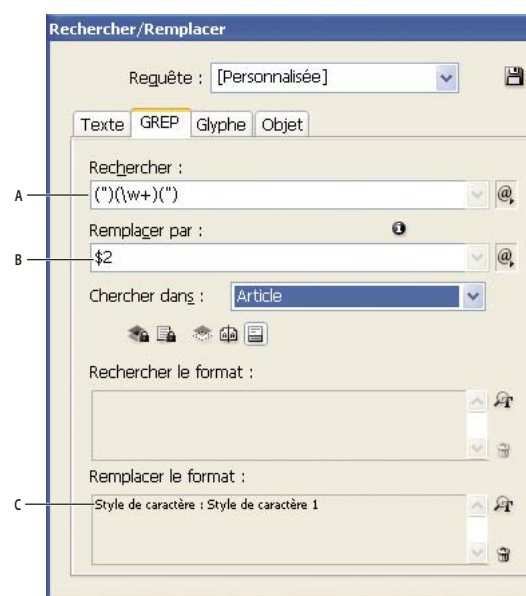 Rechercher/Remplacer
Requête : [Personnalisée]
Texte GREP Glyphe Objet
Rechercher :
A (")(\w+)(") @
Remplacer par :
B $2 @
Chercher dans : Article
Rechercher le format :
Remplacer le format :
C Style de caractère : Style de caractère 1